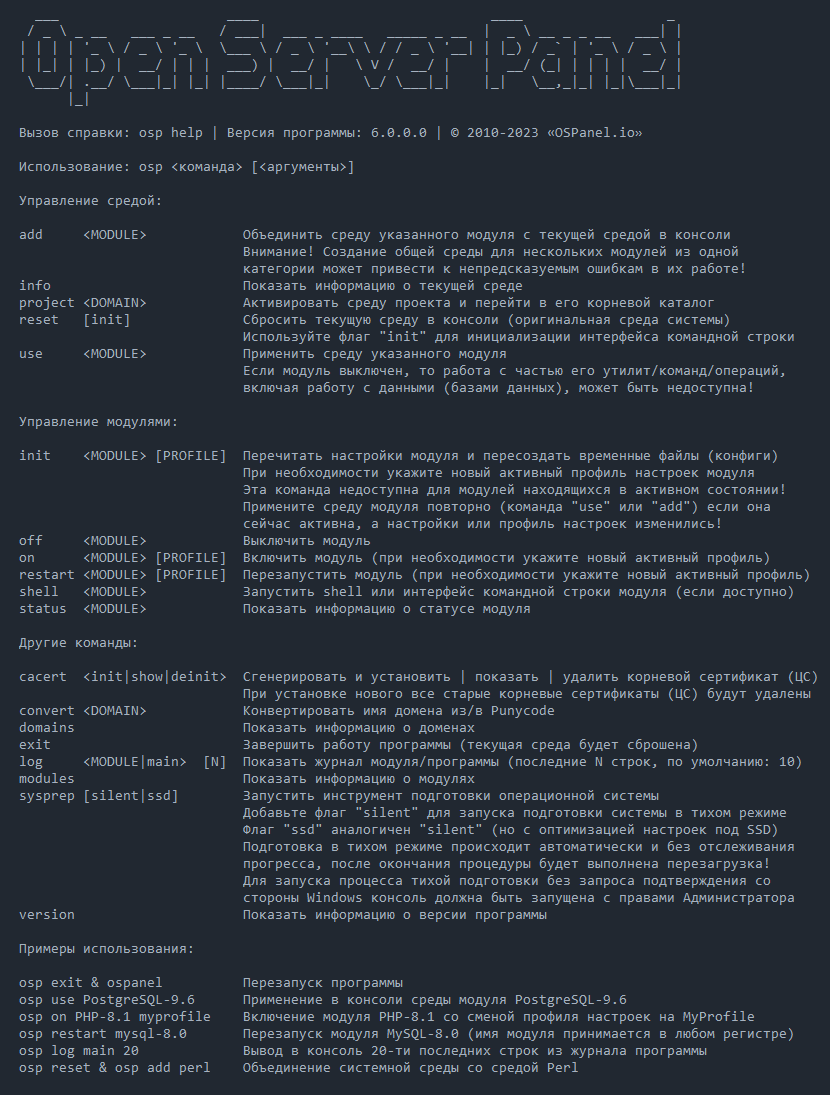 Open Server Panel
Вызов справки: osp help | Версия программы: 6.0.0.0 | © 2010-2023 «OSPanel.io»
Использование: osp <команда> [<аргументы>]
Управление средой:
add     <MODULE>            Объединить среду указанного модуля с текущей средой в консоли
                            Внимание! Создание общей среды для нескольких модулей из одной
                            категории может привести к непредсказуемым ошибкам в их работе!
info                        Показать информацию о текущей среде
project <DOMAIN>            Активировать среду проекта и перейти в его корневой каталог
reset   [init]              Сбросить текущую среду в консоли (оригинальная среда системы)
                            Используйте флаг "init" для инициализации интерфейса командной строки
use     <MODULE>            Применить среду указанного модуля
                            Если модуль выключен, то работа с частью его утилит/команд/операций,
                            включая работу с данными (базами данных), может быть недоступна!
Управление модулями:
init    <MODULE> [PROFILE]  Перечитать настройки модуля и пересоздать временные файлы (конфиги)
                            При необходимости укажите новый активный профиль настроек модуля
                            Эта команда недоступна для модулей находящихся в активном состоянии!
                            Примените среду модуля повторно (команда "use" или "add") если она
                            сейчас активна, а настройки или профиль настроек изменились!
off     <MODULE>            Выключить модуль
on      <MODULE> [PROFILE]  Включить модуль (при необходимости укажите новый активный профиль)
restart <MODULE> [PROFILE]  Перезапустить модуль (при необходимости укажите новый активный профиль)
shell   <MODULE>            Запустить shell или интерфейс командной строки модуля (если доступно)
status  <MODULE>            Показать информацию о статусе модуля
Другие команды:
cacert  <init|show|deinit>  Сгенерировать и установить | показать | удалить корневой сертификат (ЦС)
                            При установке нового все старые корневые сертификаты (ЦС) будут удалены
convert <DOMAIN>            Конвертировать имя домена из/в Punycode
domains                     Показать информацию о доменах
exit                        Завершить работу программы (текущая среда будет сброшена)
log     <MODULE|main>  [N]  Показать журнал модуля/программы (последние N строк, по умолчанию: 10)
modules                     Показать информацию о модулях
sysprep [silent|ssd]        Запустить инструмент подготовки операционной системы
                            Добавьте флаг "silent" для запуска подготовки системы в тихом режиме
                            Флаг "ssd" аналогичен "silent" (но с оптимизацией настроек под SSD)
                            Подготовка в тихом режиме происходит автоматически и без отслеживания
                            прогресса, после окончания процедуры будет выполнена перезагрузка!
                            Для запуска процесса тихой подготовки без запроса подтверждения со
                            стороны Windows консоль должна быть запущена с правами Администратора
version                     Показать информацию о версии программы
Примеры использования:
osp exit & ospanel          Перезапуск программы
osp use PostgreSQL-9.6      Применение в консоли среды модуля PostgreSQL-9.6
osp on PHP-8.1 myprofile    Включение модуля PHP-8.1 со сменой профиля настроек на MyProfile
osp restart mysql-8.0       Перезапуск модуля MySQL-8.0 (имя модуля принимается в любом регистре)
osp log main 20             Вывод в консоль 20-ти последних строк из журнала программы
osp reset & osp add perl    Объединение системной среды со средой Perl